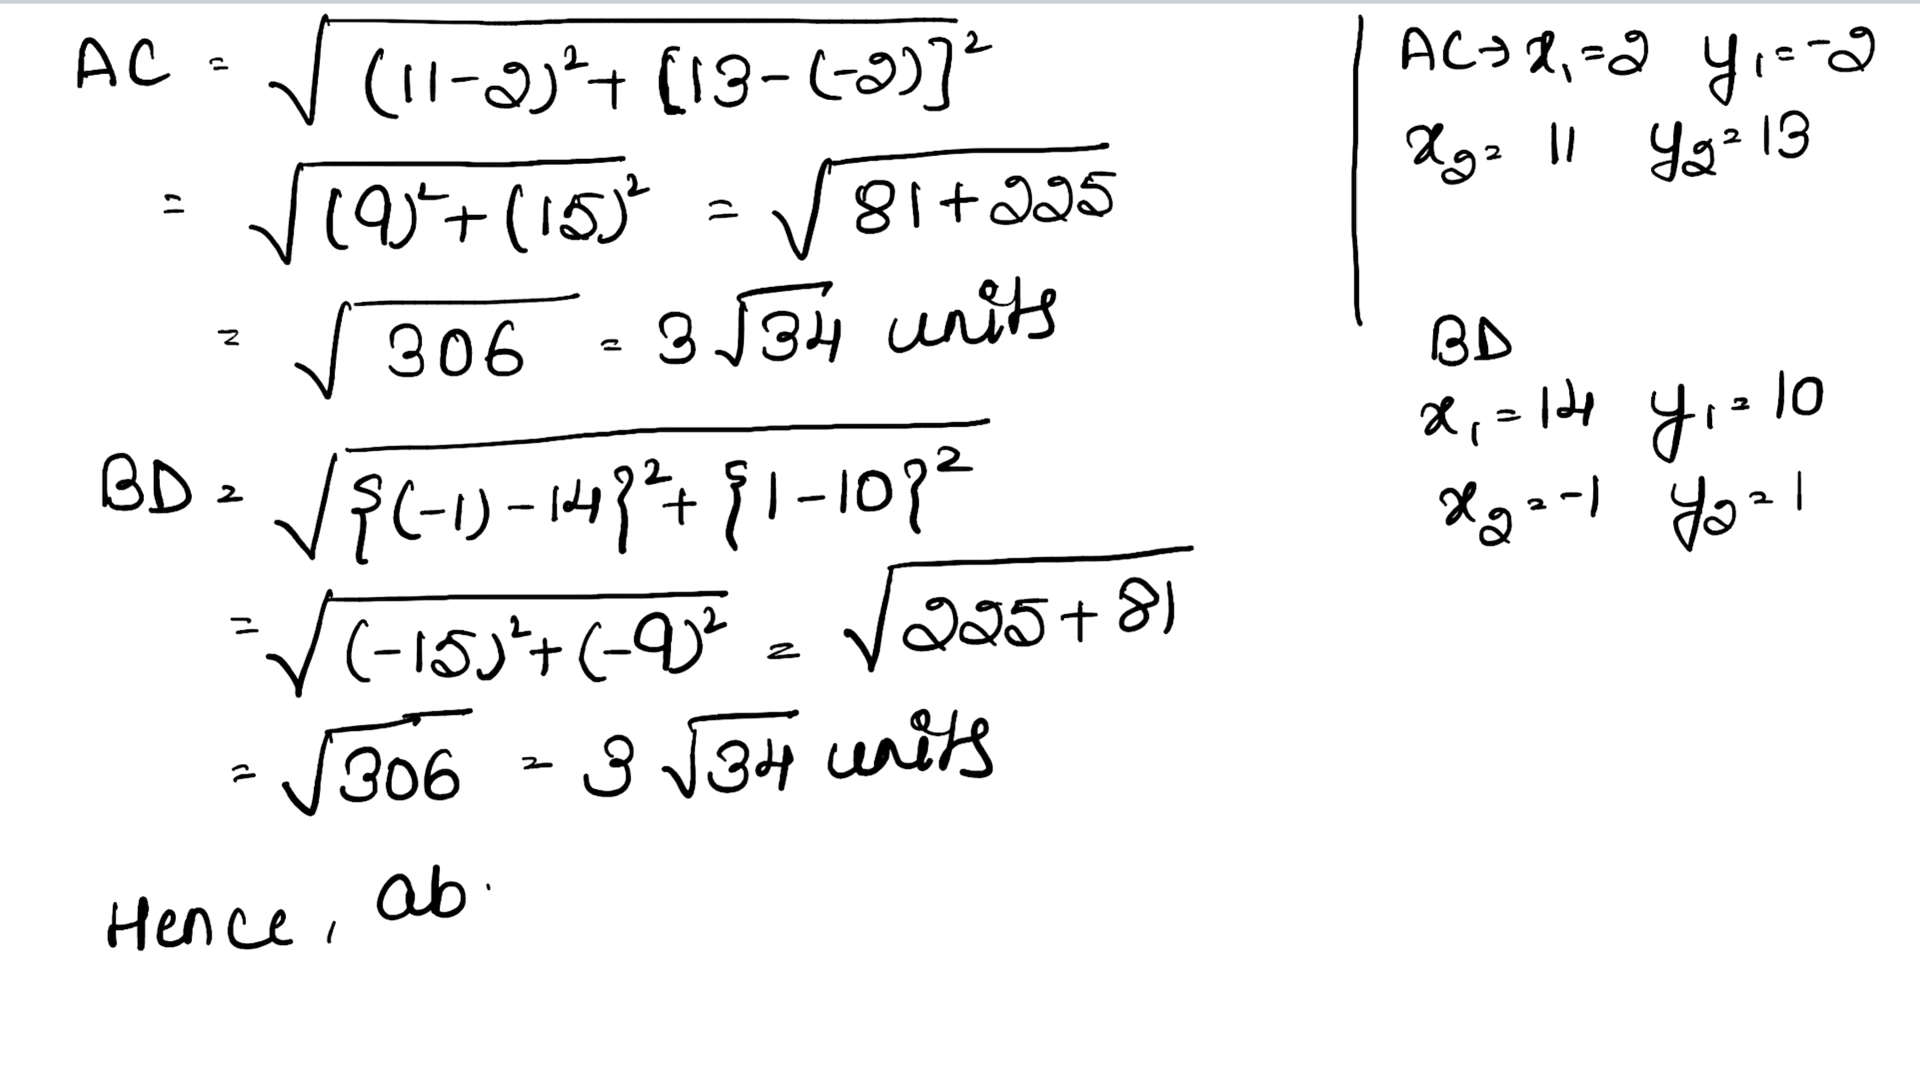 AC = √(11-2)²+[13-(-2)]²
= √(9)²+(15)² = √81+225
= √306 = 3√34 units
BD = √{(-1)-14}²+{1-10}²
= √(-15)²+(-9)² = √225+81
= √306 = 3√34 units
Hence, ab
AC→ x₁=2 y₁=-2
x₂= 11 y₂=13
BD
x₁=14 y₁=10
x₂=-1 y₂=1